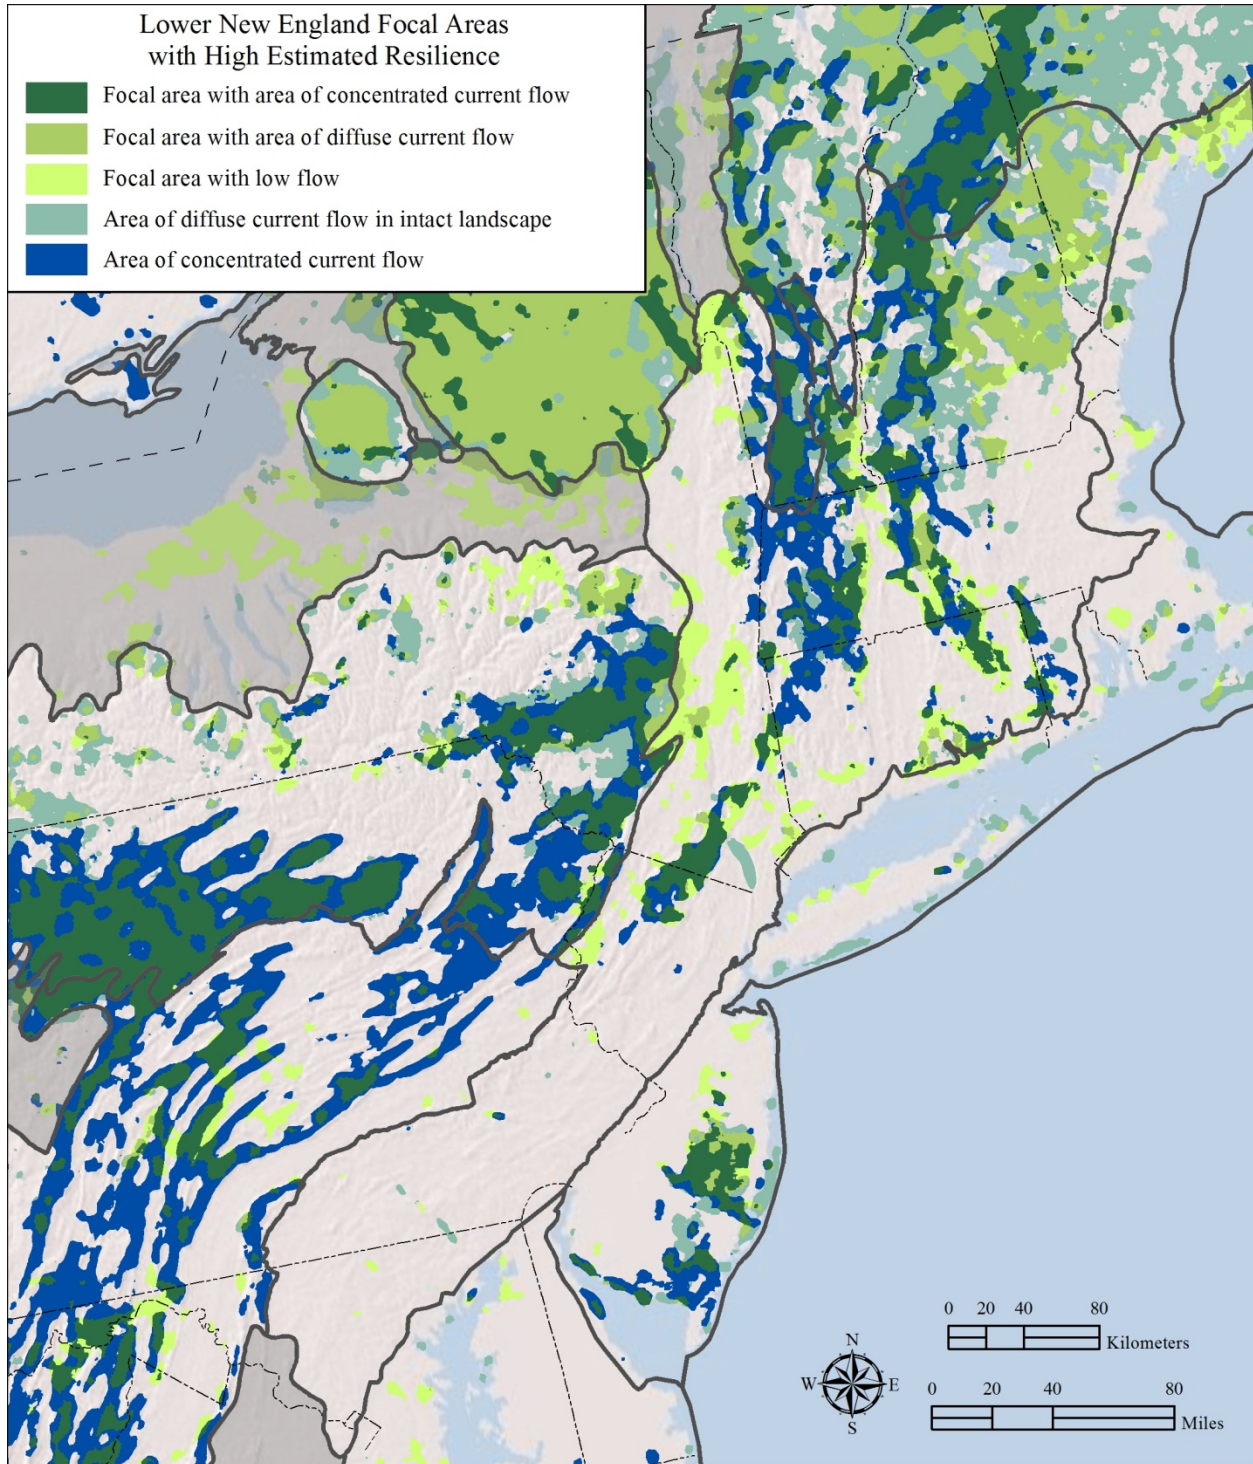 Lower New England Focal Areas
with High Estimated Resilience
Focal area with area of concentrated current flow
Focal area with area of diffuse current flow
Focal area with low flow
Area of diffuse current flow in intact landscape
Area of concentrated current flow
N
W E
S
0 20 40 80
Kilometers
0 20 40 80
Miles